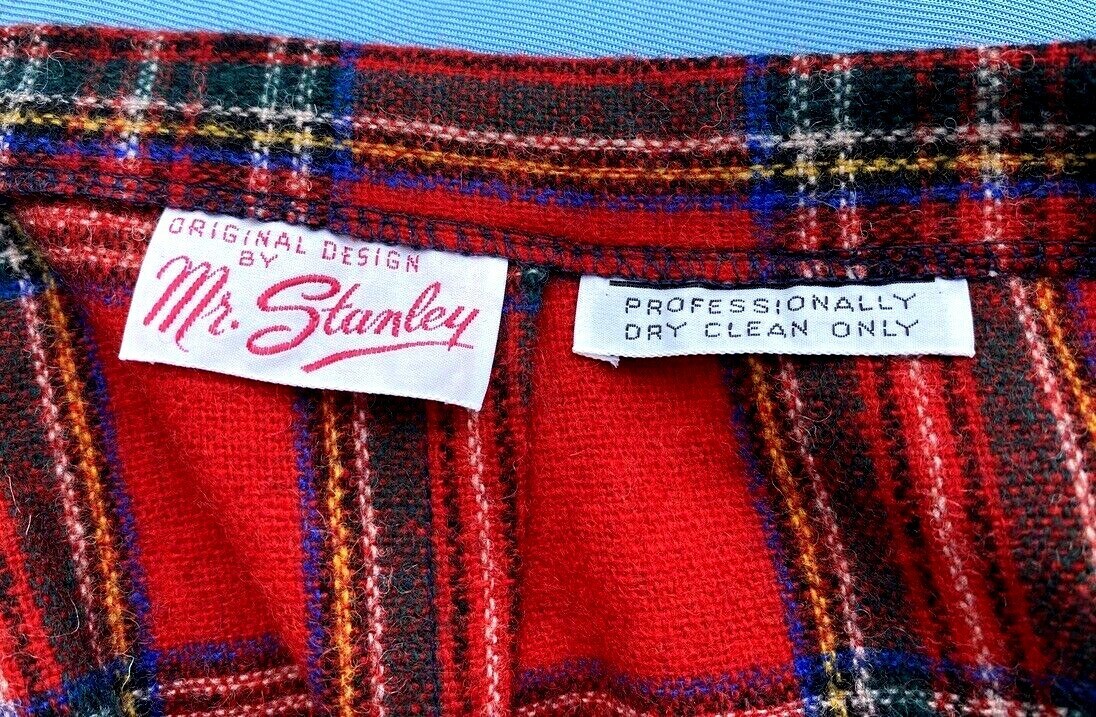 ORIGINAL DESIGN
BY
Mr. Stanley
PROFESSIONALLY
DRY CLEAN ONLY